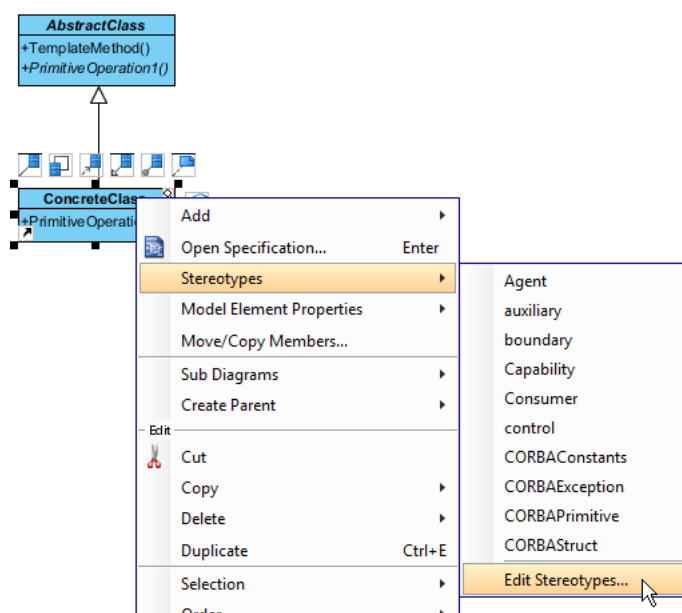 AbstractClass
+TemplateMethod()
+PrimitiveOperation1()
ConcreteClass
Add
Open Specification... Enter
Stereotypes
Model Element Properties
Move/Copy Members...
Sub Diagrams
Create Parent
Edit
Cut
Copy
Delete
Duplicate Ctrl+E
Selection
Agent
auxiliary
boundary
Capability
Consumer
control
CORBAConstants
CORBAException
CORBAPrimitive
CORBAStruct
Edit Stereotypes...